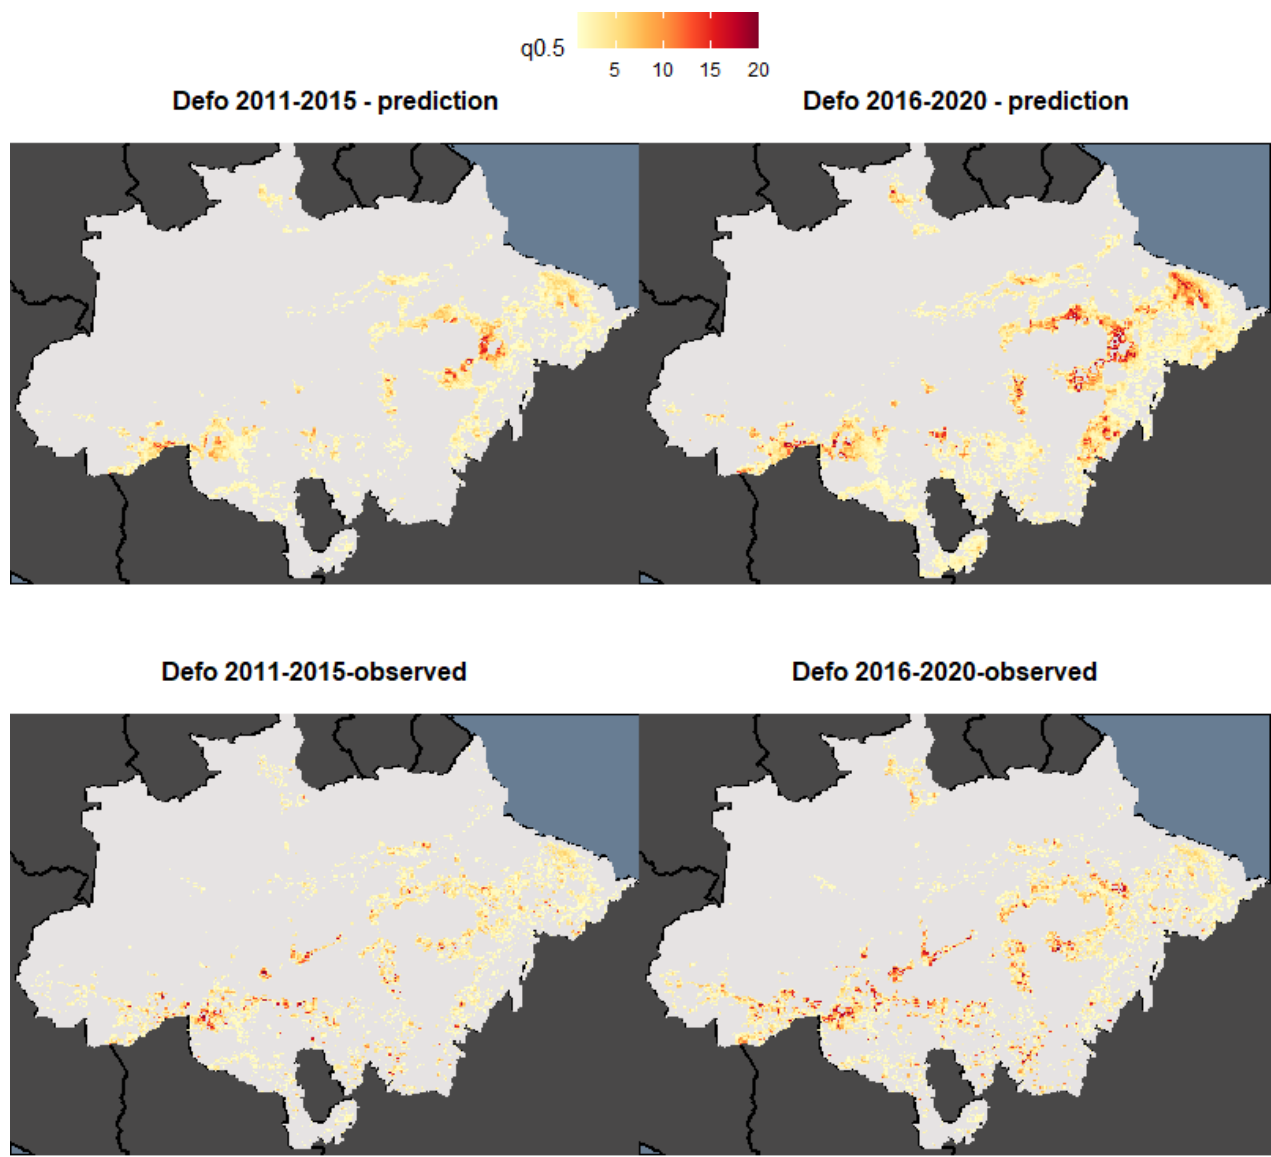 q0.5
5 10 15 20
Defo 2011-2015 - prediction
Defo 2016-2020 - prediction
Defo 2011-2015-observed
Defo 2016-2020-observed